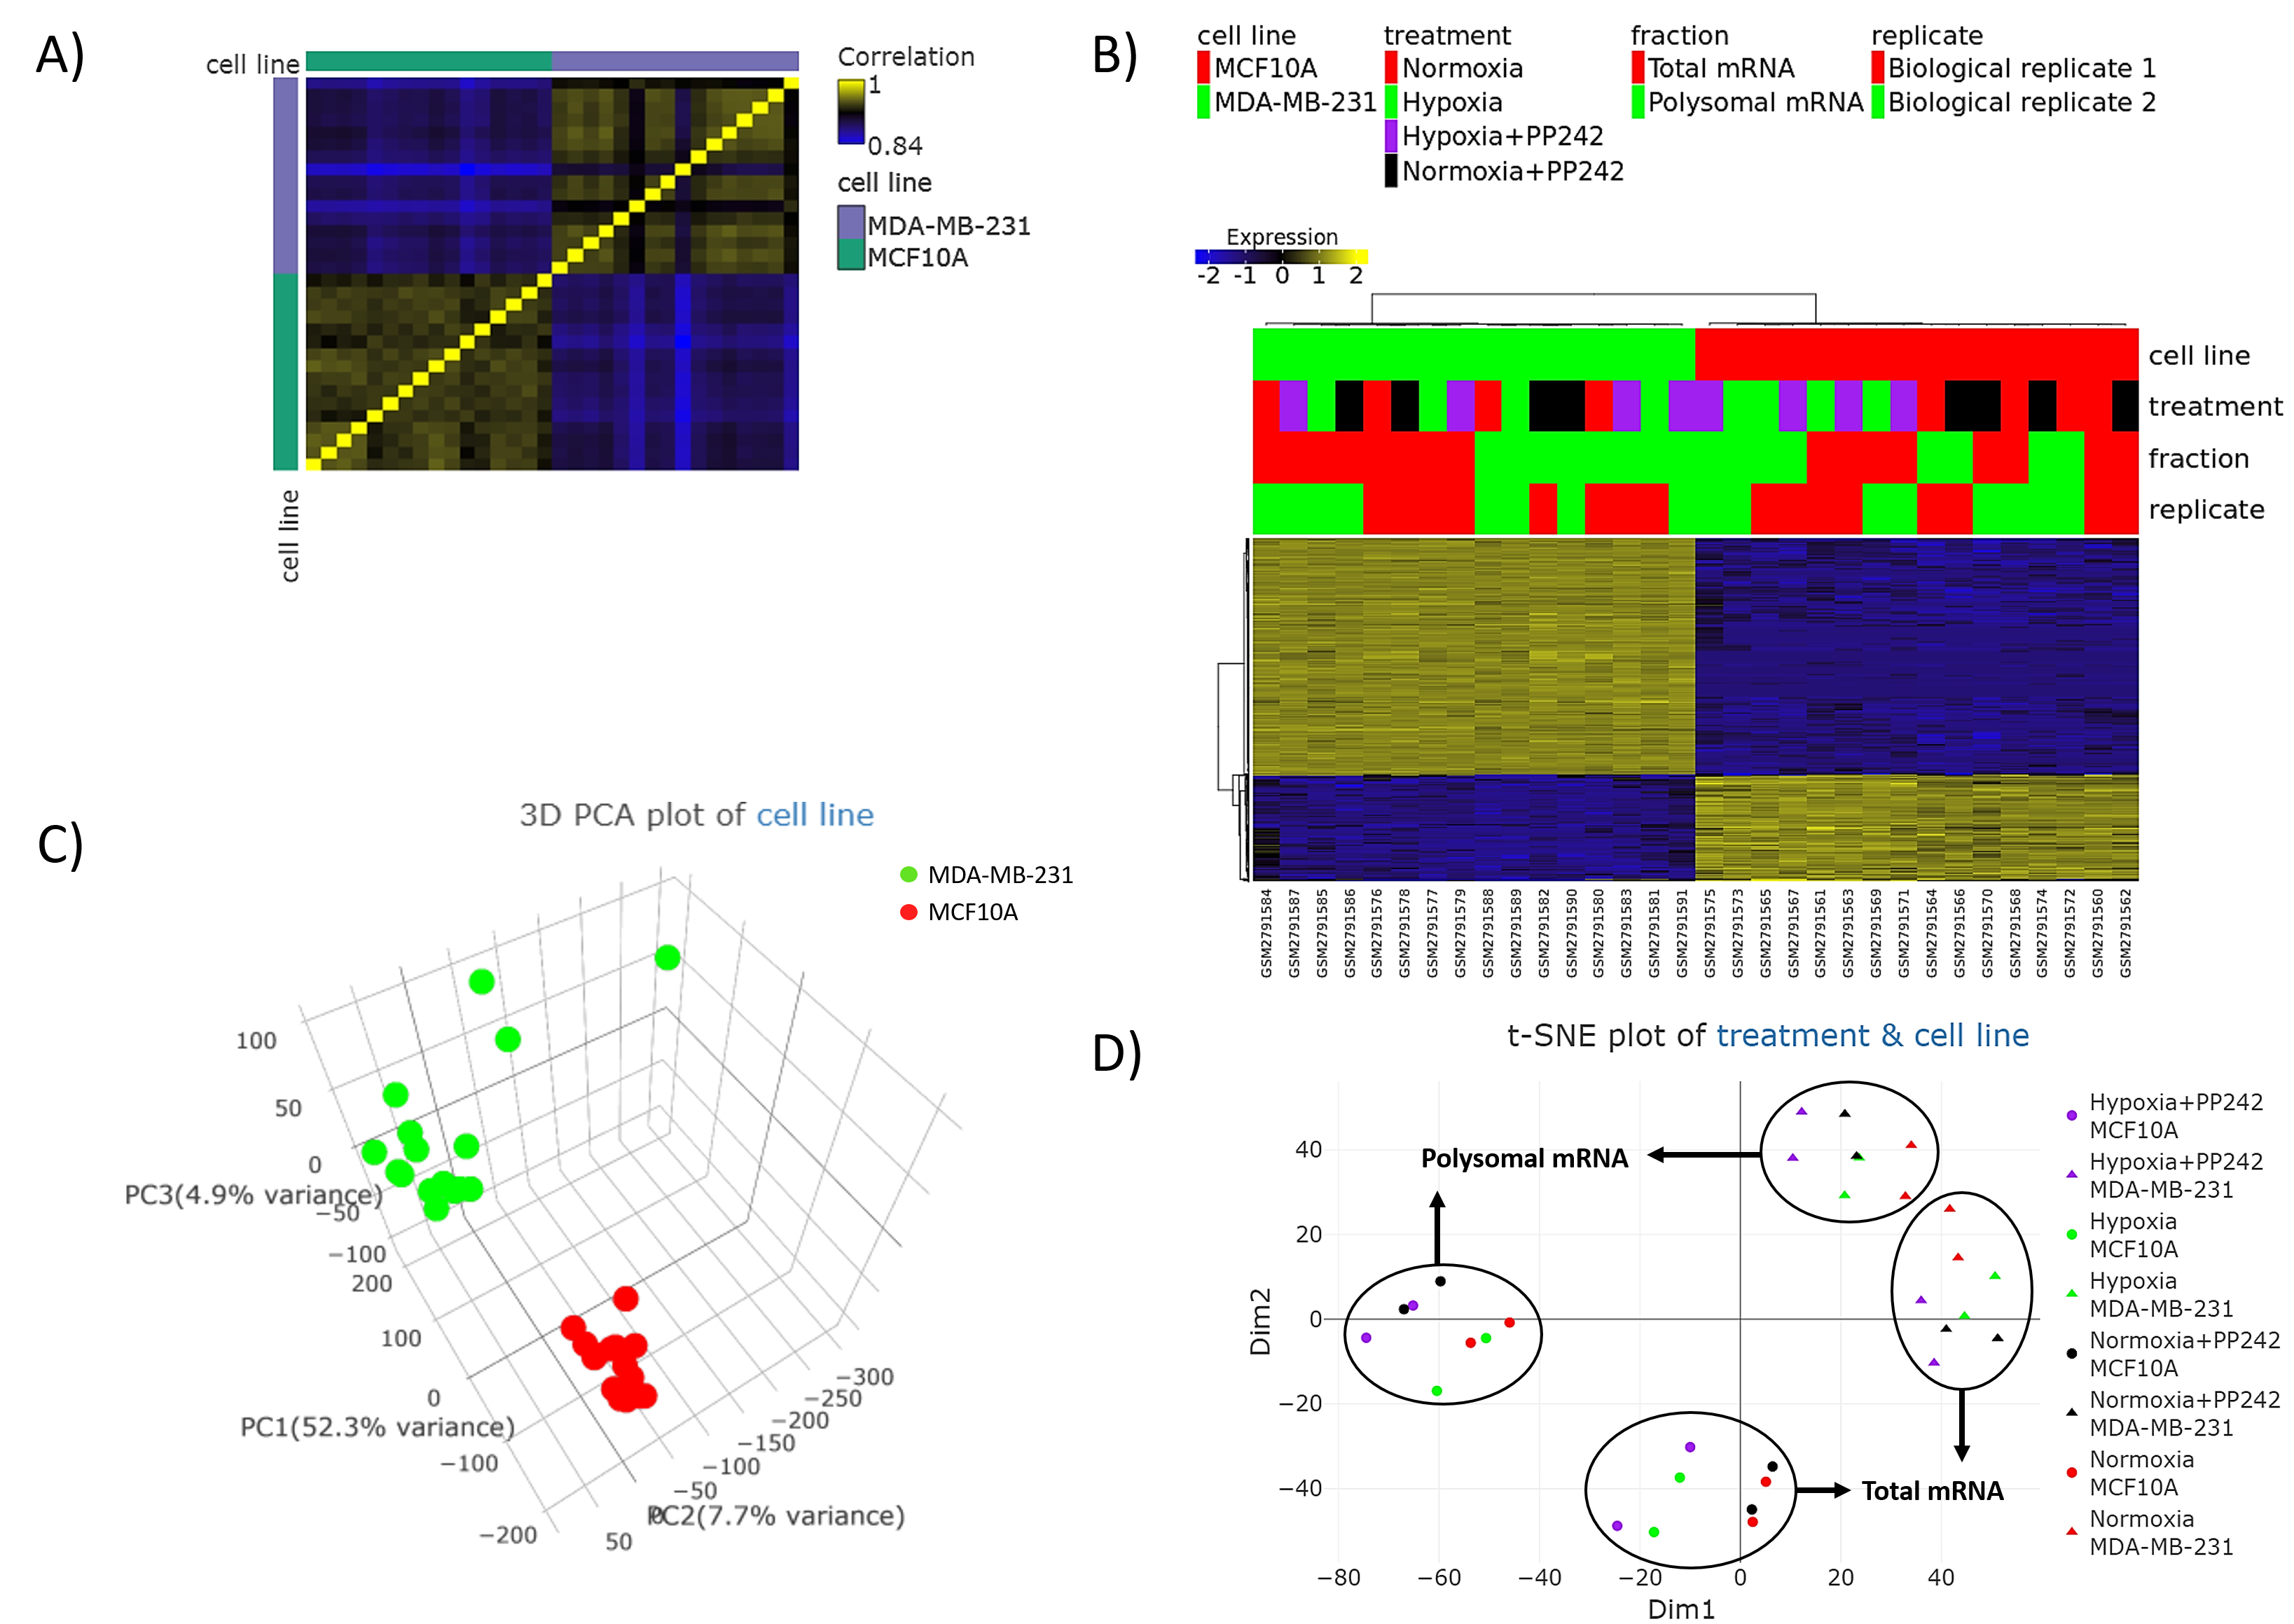 A)
cell line
Correlation
1
0.84
cell line
MDA-MB-231
MCF10A
cell line
B)
cell line
MCF10A
MDA-MB-231
treatment
Normoxia
Hypoxia
Hypoxia+PP242
Normoxia+PP242
fraction
Total mRNA
Polysomal mRNA
replicate
Biological replicate 1
Biological replicate 2
Expression
-2 -1 0 1 2
cell line
treatment
fraction
replicate
GSM2791584
GSM2791587
GSM2791585
GSM2791586
GSM2791576
GSM2791578
GSM2791577
GSM2791579
GSM2791588
GSM2791589
GSM2791582
GSM2791590
GSM2791580
GSM2791583
GSM2791581
GSM2791591
GSM2791575
GSM2791573
GSM2791565
GSM2791567
GSM2791561
GSM2791563
GSM2791569
GSM2791571
GSM2791564
GSM2791566
GSM2791570
GSM2791568
GSM2791574
GSM2791572
GSM2791560
GSM2791562
C)
3D PCA plot of cell line
MDA-MB-231
MCF10A
100
50
0
−50
−100
PC3(4.9% variance)
200
100
0
−100
−200
PC1(52.3% variance)
−300
−250
−200
−150
−100
−50
0
50
PC2(7.7% variance)
D)
t-SNE plot of treatment & cell line
Polysomal mRNA
Total mRNA
40
20
0
−20
−40
Dim2
−80 −60 −40 −20 0 20 40
Dim1
Hypoxia+PP242
MCF10A
Hypoxia+PP242
MDA-MB-231
Hypoxia
MCF10A
Hypoxia
MDA-MB-231
Normoxia+PP242
MCF10A
Normoxia+PP242
MDA-MB-231
Normoxia
MCF10A
Normoxia
MDA-MB-231